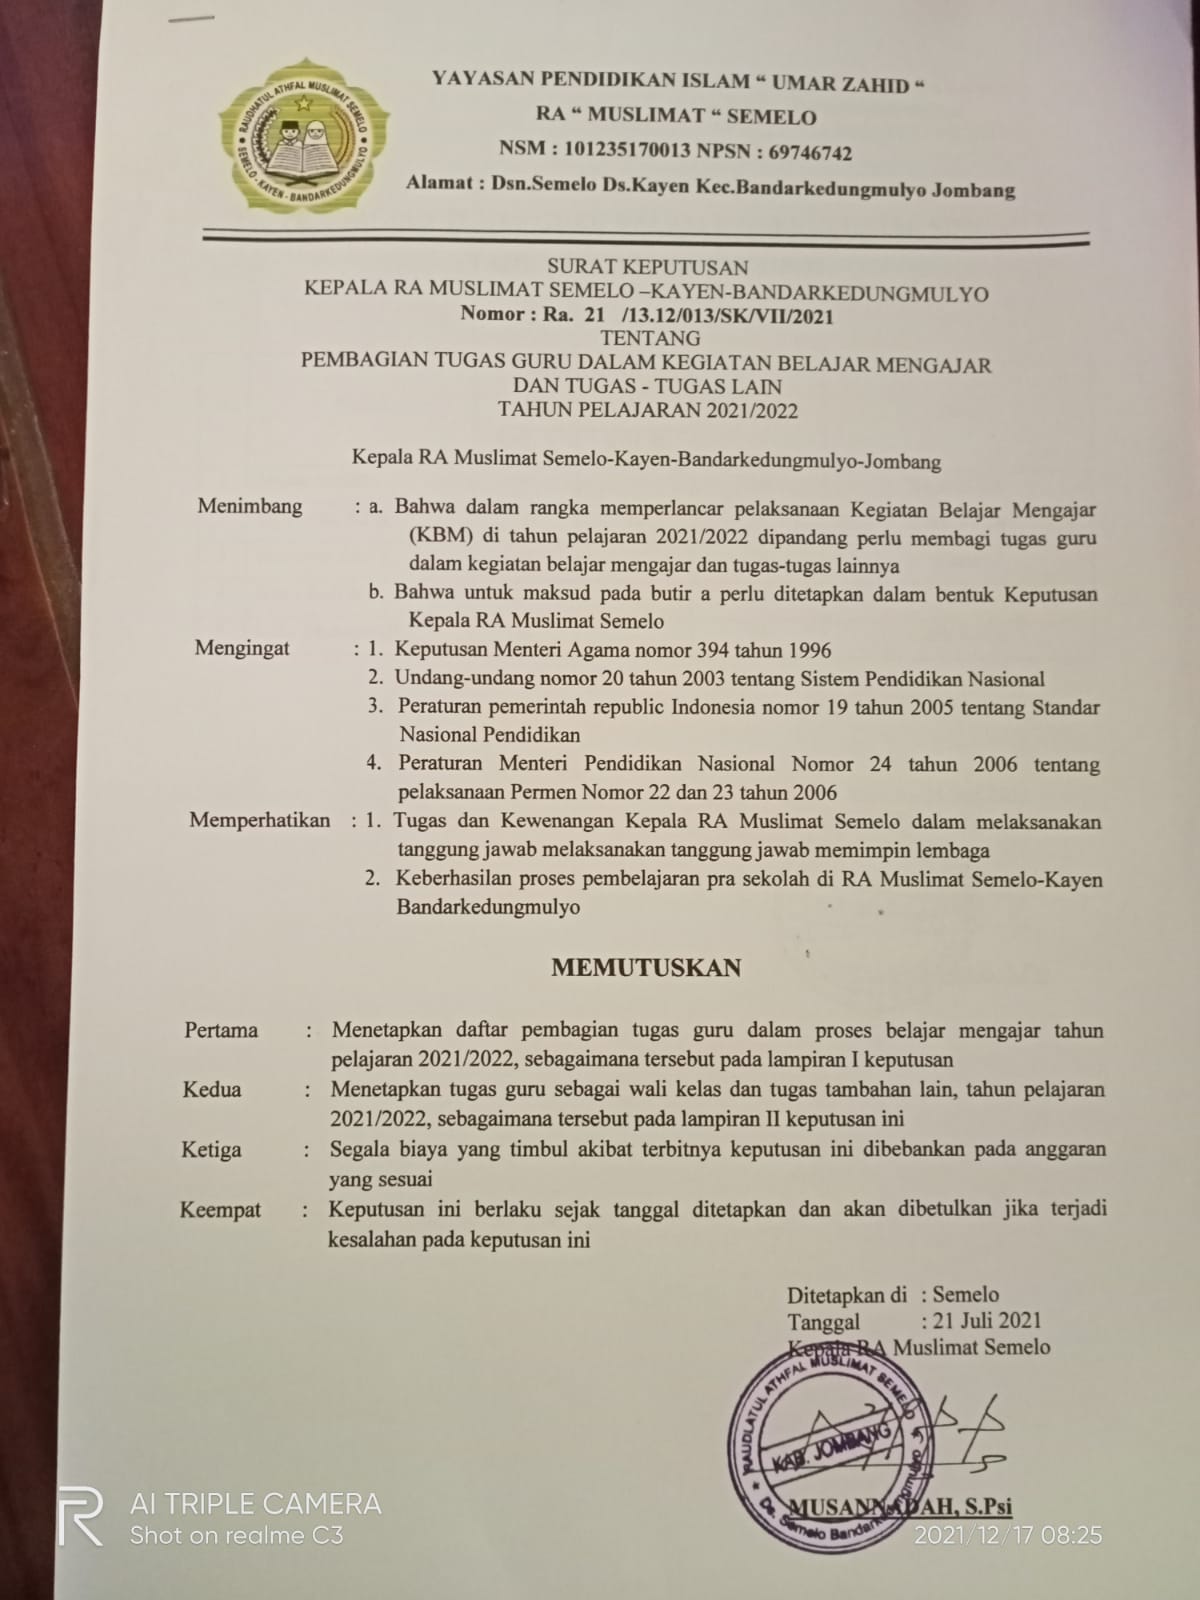 RAUDHATUL ATHFAL MUSLIMAT SEMELO
SEMELO - KAYEN - BANDARKEDUNGMULYO
YAYASAN PENDIDIKAN ISLAM “ UMAR ZAHID “
RA “ MUSLIMAT “ SEMELO
NSM : 101235170013 NPSN : 69746742
Alamat : Dsn.Semelo Ds.Kayen Kec.Bandarkedungmulyo Jombang
SURAT KEPUTUSAN
KEPALA RA MUSLIMAT SEMELO –KAYEN-BANDARKEDUNGMULYO
Nomor : Ra. 21 /13.12/013/SK/VII/2021
TENTANG
PEMBAGIAN TUGAS GURU DALAM KEGIATAN BELAJAR MENGAJAR
DAN TUGAS - TUGAS LAIN
TAHUN PELAJARAN 2021/2022
Kepala RA Muslimat Semelo-Kayen-Bandarkedungmulyo-Jombang
Menimbang : a. Bahwa dalam rangka memperlancar pelaksanaan Kegiatan Belajar Mengajar
(KBM) di tahun pelajaran 2021/2022 dipandang perlu membagi tugas guru
dalam kegiatan belajar mengajar dan tugas-tugas lainnya
b. Bahwa untuk maksud pada butir a perlu ditetapkan dalam bentuk Keputusan
Kepala RA Muslimat Semelo
Mengingat : 1. Keputusan Menteri Agama nomor 394 tahun 1996
2. Undang-undang nomor 20 tahun 2003 tentang Sistem Pendidikan Nasional
3. Peraturan pemerintah republic Indonesia nomor 19 tahun 2005 tentang Standar
Nasional Pendidikan
4. Peraturan Menteri Pendidikan Nasional Nomor 24 tahun 2006 tentang
pelaksanaan Permen Nomor 22 dan 23 tahun 2006
Memperhatikan : 1. Tugas dan Kewenangan Kepala RA Muslimat Semelo dalam melaksanakan
tanggung jawab melaksanakan tanggung jawab memimpin lembaga
2. Keberhasilan proses pembelajaran pra sekolah di RA Muslimat Semelo-Kayen
Bandarkedungmulyo
MEMUTUSKAN
Pertama : Menetapkan daftar pembagian tugas guru dalam proses belajar mengajar tahun
pelajaran 2021/2022, sebagaimana tersebut pada lampiran I keputusan
Kedua : Menetapkan tugas guru sebagai wali kelas dan tugas tambahan lain, tahun pelajaran
2021/2022, sebagaimana tersebut pada lampiran II keputusan ini
Ketiga : Segala biaya yang timbul akibat terbitnya keputusan ini dibebankan pada anggaran
yang sesuai
Keempat : Keputusan ini berlaku sejak tanggal ditetapkan dan akan dibetulkan jika terjadi
kesalahan pada keputusan ini
Ditetapkan di : Semelo
Tanggal : 21 Juli 2021
Kepala RA Muslimat Semelo
RAUDLATUL ATHFAL MUSLIMAT SEMELO
KAB. JOMBANG
Ds. Semelo Bandarkedungmulyo
MUSANNADAH, S.Psi
R
AI TRIPLE CAMERA
Shot on realme C3
2021/12/17 08:25